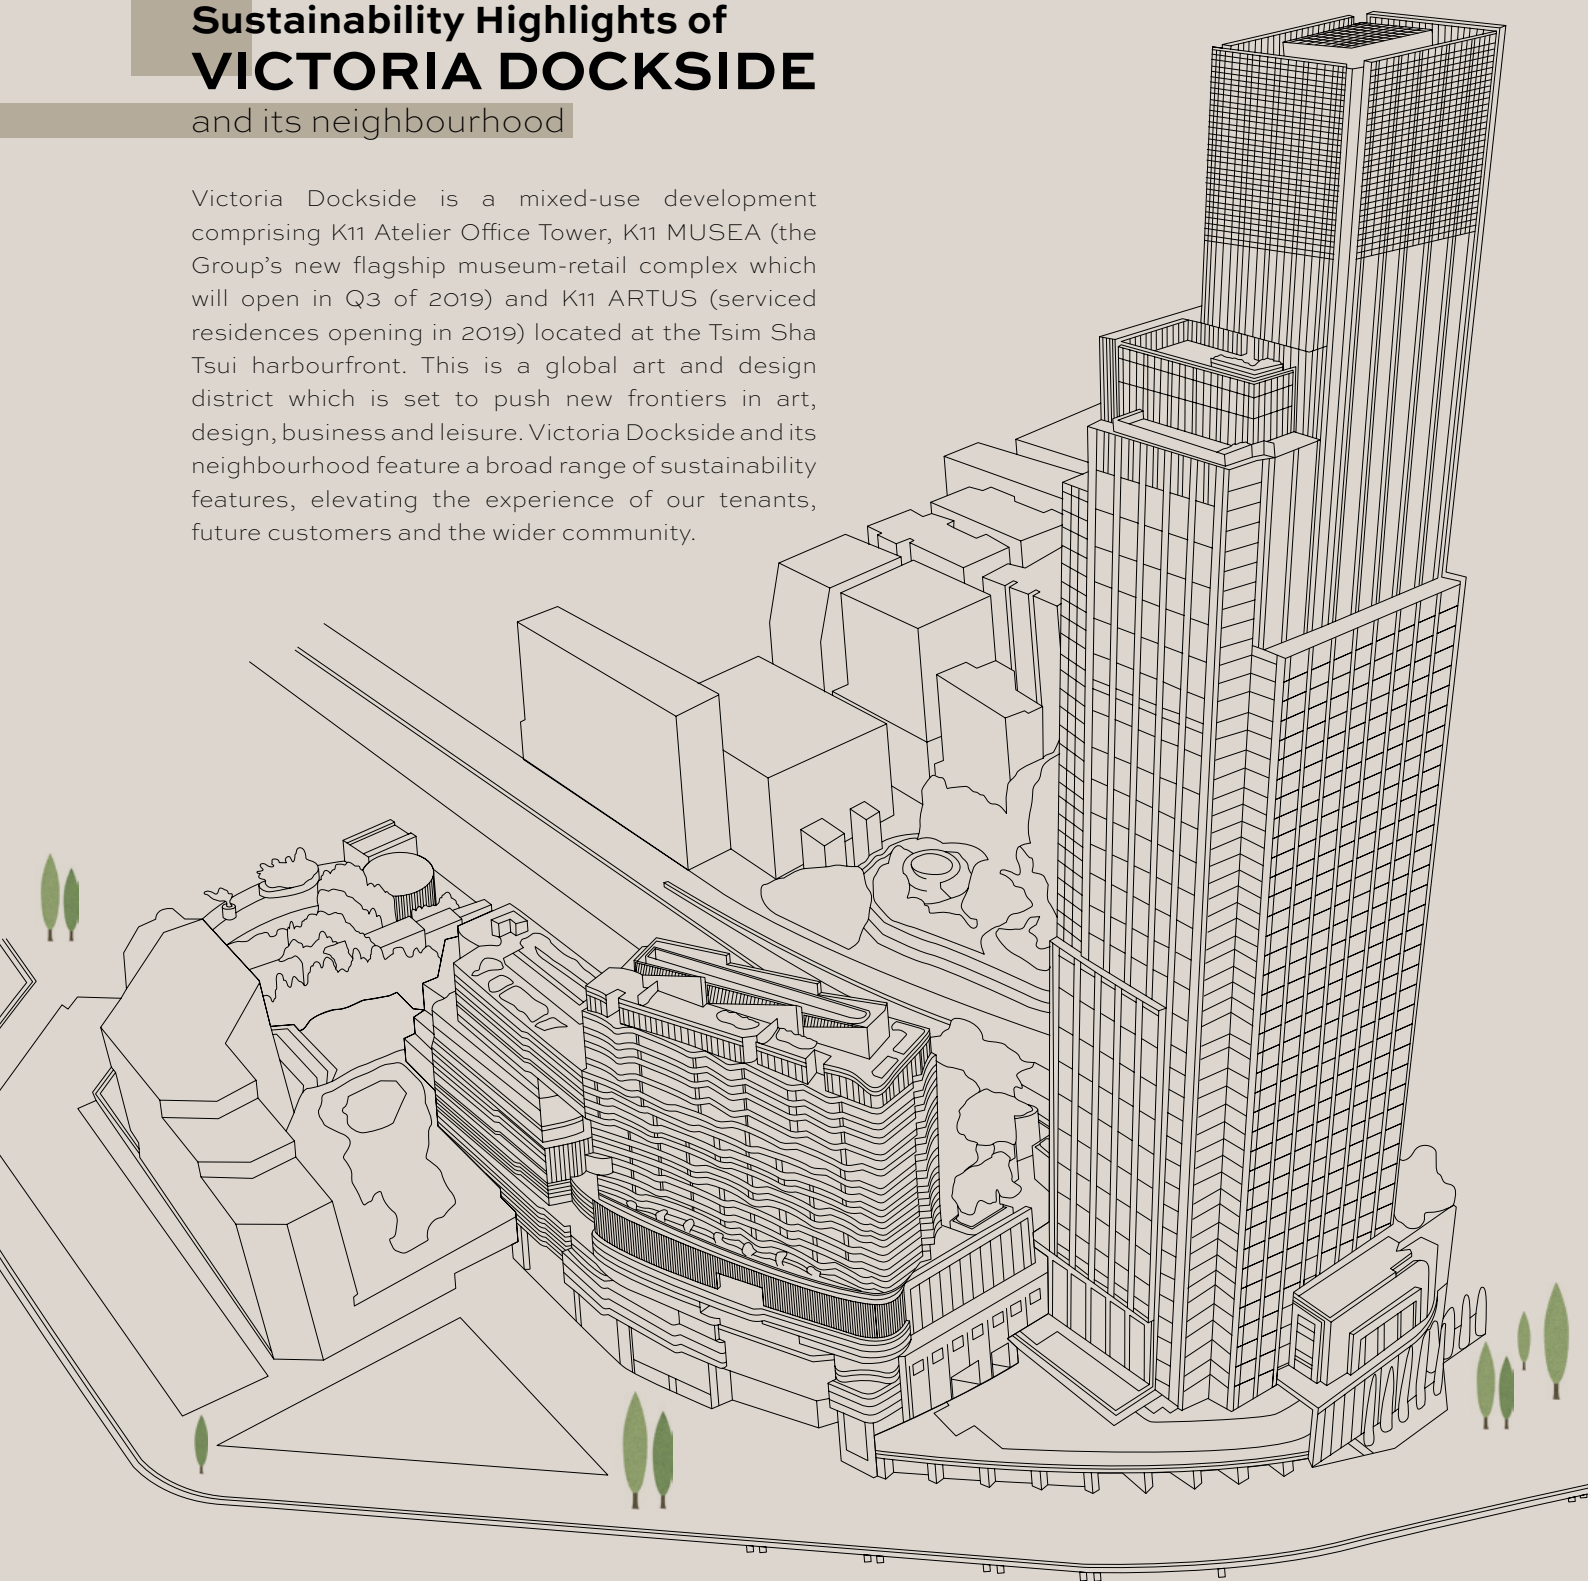 Sustainability Highlights of
VICTORIA DOCKSIDE
and its neighbourhood
Victoria Dockside is a mixed-use development
comprising K11 Atelier Office Tower, K11 MUSEA (the
Group’s new flagship museum-retail complex which
will open in Q3 of 2019) and K11 ARTUS (serviced
residences opening in 2019) located at the Tsim Sha
Tsui harbourfront. This is a global art and design
district which is set to push new frontiers in art,
design, business and leisure. Victoria Dockside and its
neighbourhood feature a broad range of sustainability
features, elevating the experience of our tenants,
future customers and the wider community.